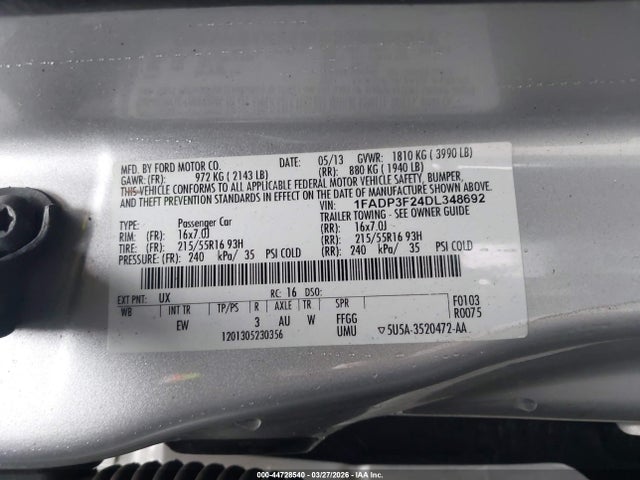 MFD. BY FORD MOTOR CO. DATE: 05/13 GVWR: 1810 KG ( 3990 LB)
GAWR: (FR): 972 KG ( 2143 LB) (RR): 880 KG ( 1940 LB)
THIS VEHICLE CONFORMS TO ALL APPLICABLE FEDERAL MOTOR VEHICLE SAFETY, BUMPER,
AND THEFT PREVENTION STANDARDS IN EFFECT ON THE DATE OF MANUFACTURE SHOWN ABOVE.
VIN: 1FADP3F24DL348692
TYPE: Passenger Car TRAILER TOWING - SEE OWNER GUIDE
RIM: (FR) 16x7.0J (RR): 16x7.0J
TIRE: (FR): 215/55R16 93H (RR): 215/55R16 93H
PRESSURE: (FR) 240 kPa/ 35 PSI COLD (RR): 240 kPa/ 35 PSI COLD
EXT PNT: UX RC: 16 DSO: F0103
WB INT TR TP/PS R AXLE TR SPR R0075
EW 3 AU W FFGG
1201305230356 UMU 5U5A-3520472-AA
000-44728540 - 03/27/2026 - IAAI.COM